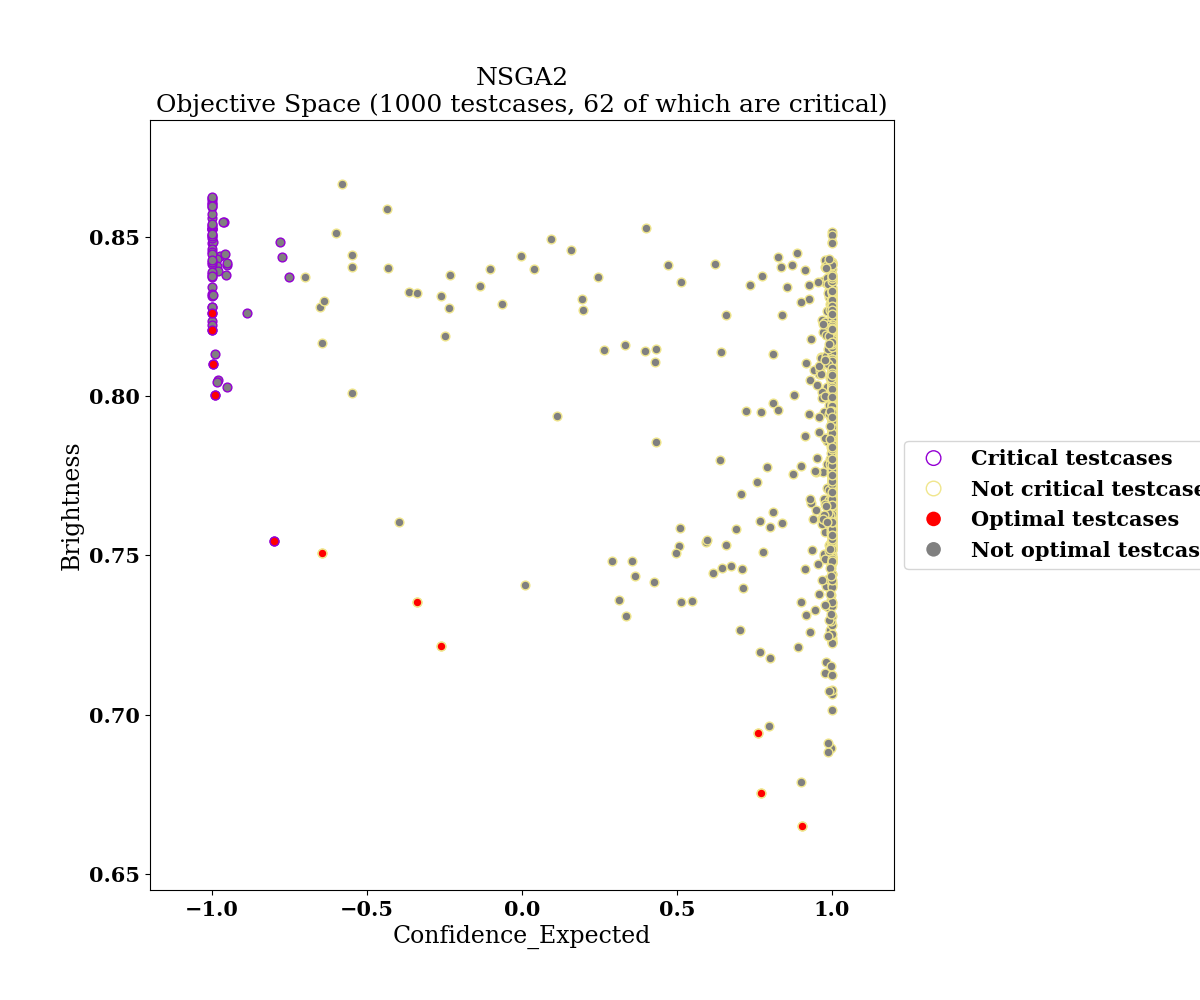 NSGA2
Objective Space (1000 testcases, 62 of which are critical)
0.85
0.80
0.75
0.70
0.65
Brightness
−1.0
−0.5
0.0
0.5
1.0
Confidence_Expected
Critical testcases
Not critical testcase
Optimal testcases
Not optimal testcas